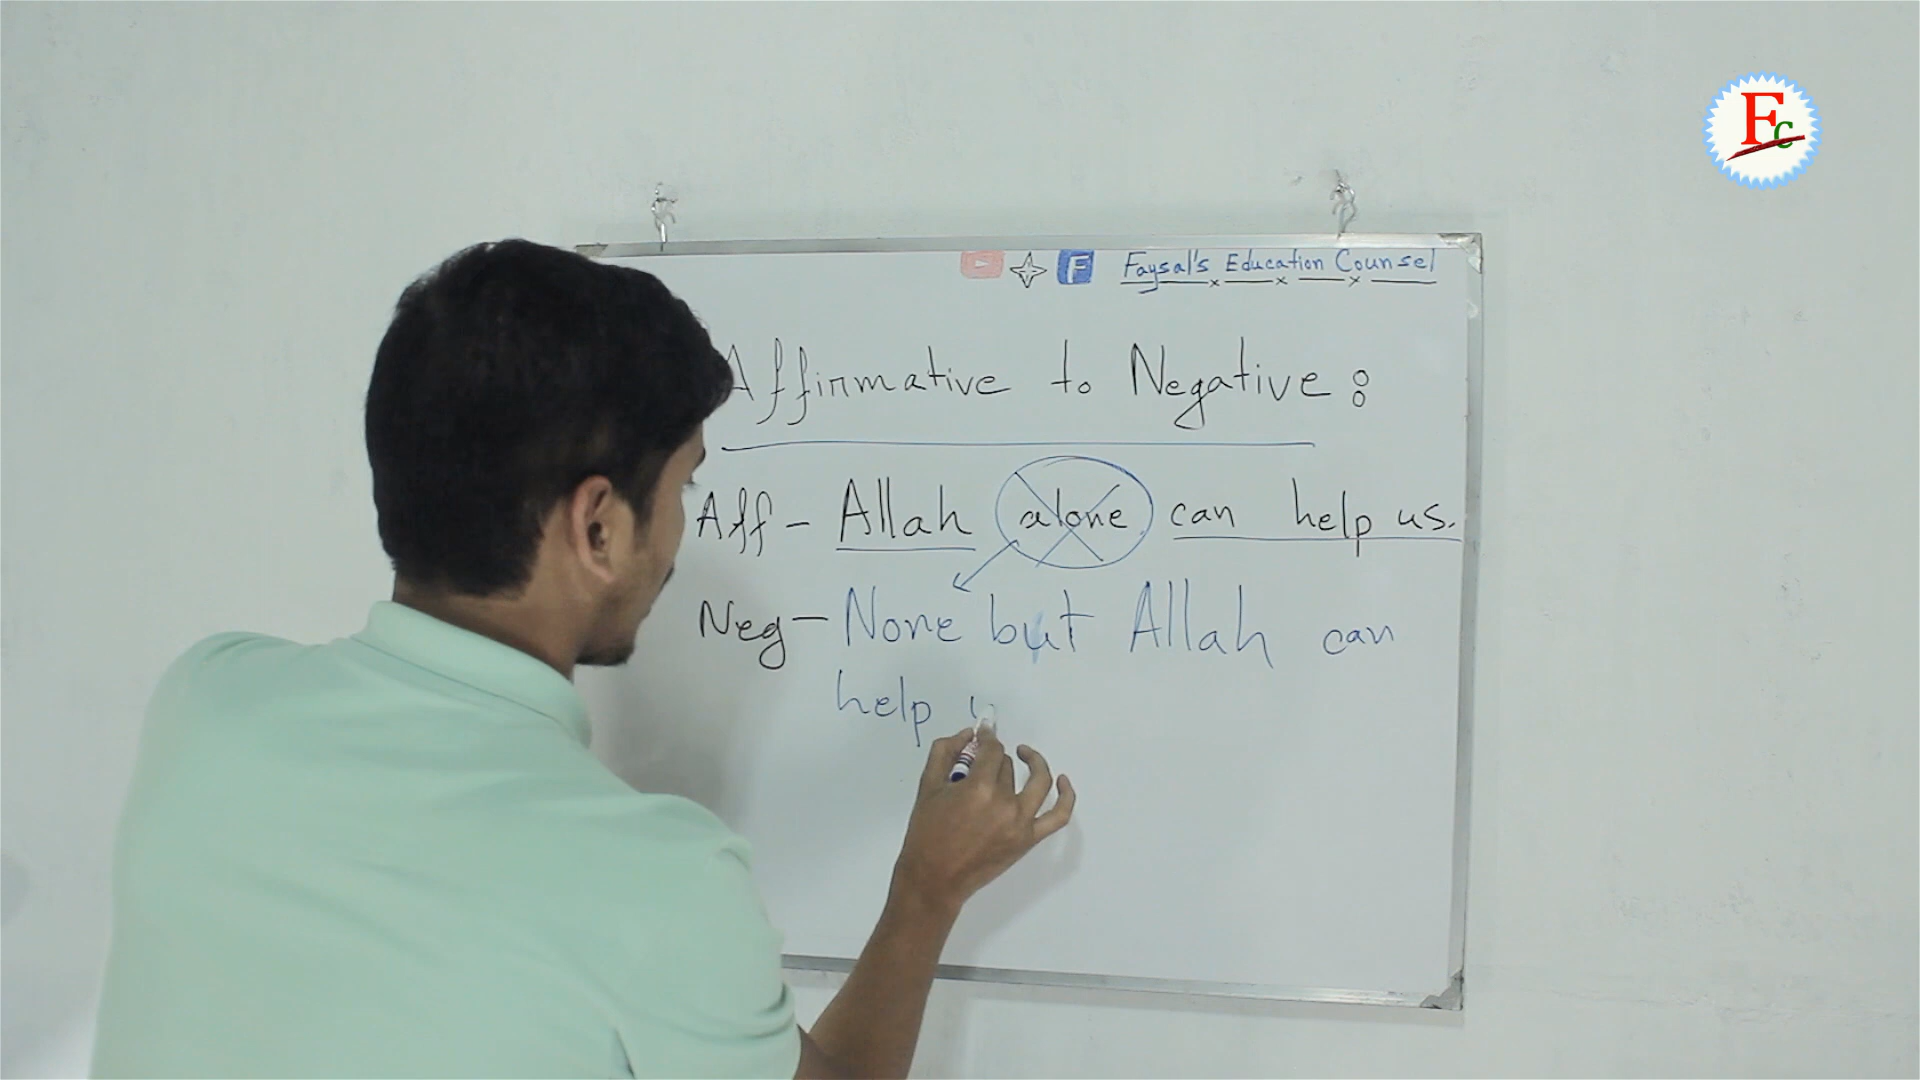 Fc
F Faysal's Education Counsel
Affirmative to Negative :
Aff - Allah alone can help us.
Neg - None but Allah can
help